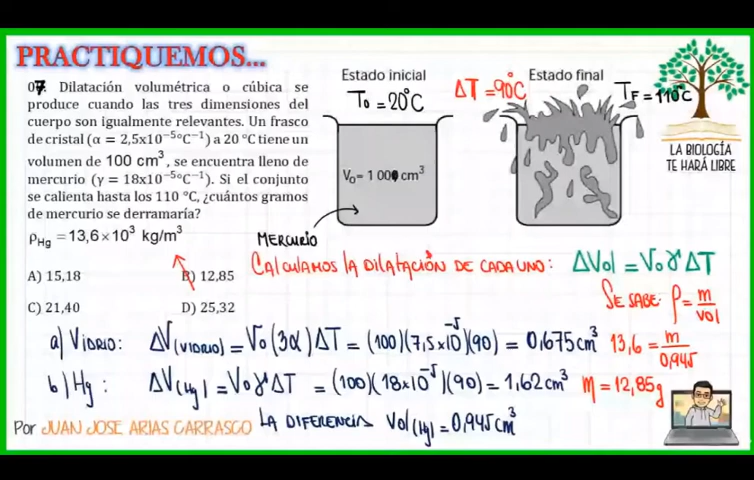 PRACTIQUEMOS...
07. Dilatación volumétrica o cúbica se
produce cuando las tres dimensiones del
cuerpo son igualmente relevantes. Un frasco
de cristal (α = 2,5x10⁻⁵°C⁻¹) a 20 °C tiene un
volumen de 100 cm³, se encuentra lleno de
mercurio (γ = 18x10⁻⁵°C⁻¹). Si el conjunto
se calienta hasta los 110 °C, ¿cuántos gramos
de mercurio se derramaría?
ρHg = 13,6 × 10³ kg/m³
A) 15,18 B) 12,85
C) 21,40 D) 25,32
Estado inicial
T₀ = 20°C
ΔT = 90°C
Estado final
TF = 110°C
V₀= 1 000 cm³
MERCURIO
LA BIOLOGÍA
TE HARÁ LIBRE
CALCULAMOS LA DILATACIÓN DE CADA UNO: ΔVol = V₀ γ ΔT
SE SABE: ρ = m/vol
a) VIDRIO: ΔV(VIDRIO) = V₀ (3α) ΔT = (100)(7,5x10⁻⁵)(90) = 0,675 cm³
13,6 = m/0,945
b) Hg: ΔV(Hg) = V₀ γ ΔT = (100)(18x10⁻⁵)(90) = 1,62 cm³
m = 12,85g
LA DIFERENCIA Vol(Hg) = 0,945 cm³
Por JUAN JOSE ARIAS CARRASCO